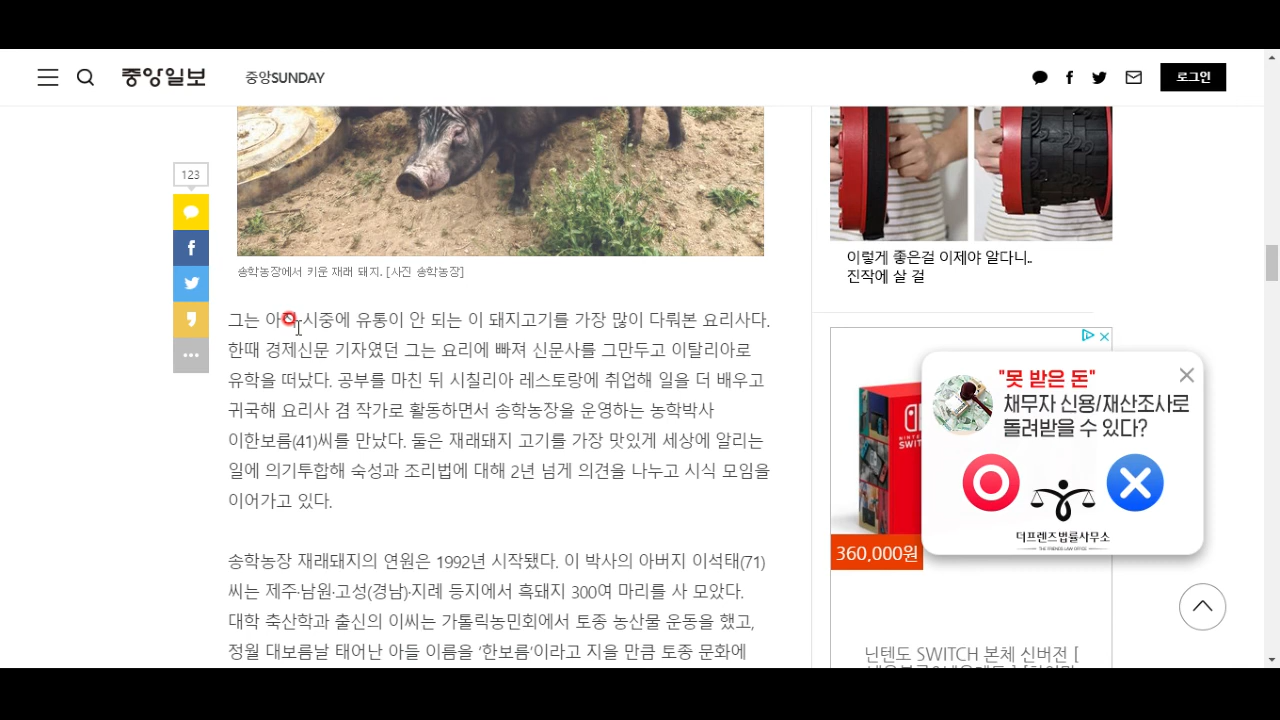 중앙일보
중앙SUNDAY
로그인
123
송학농장에서 키운 재래 돼지. [사진 송학농장]
그는 아직 시중에 유통이 안 되는 이 돼지고기를 가장 많이 다뤄본 요리사다.
한때 경제신문 기자였던 그는 요리에 빠져 신문사를 그만두고 이탈리아로
유학을 떠났다. 공부를 마친 뒤 시칠리아 레스토랑에 취업해 일을 더 배우고
귀국해 요리사 겸 작가로 활동하면서 송학농장을 운영하는 농학박사
이한보름(41)씨를 만났다. 둘은 재래돼지 고기를 가장 맛있게 세상에 알리는
일에 의기투합해 숙성과 조리법에 대해 2년 넘게 의견을 나누고 시식 모임을
이어가고 있다.
송학농장 재래돼지의 연원은 1992년 시작됐다. 이 박사의 아버지 이석태(71)
씨는 제주·남원·고성(경남)·지례 등지에서 흑돼지 300여 마리를 사 모았다.
대학 축산학과 출신의 이씨는 가톨릭농민회에서 토종 농산물 운동을 했고,
정월 대보름날 태어난 아들 이름을 ‘한보름’이라고 지을 만큼 토종 문화에
이렇게 좋은걸 이제야 알다니..
진작에 살 걸
"못 받은 돈"
채무자 신용/재산조사로
돌려받을 수 있다?
더프렌즈법률사무소
THE FRIENDS LAW OFFICE
360,000원
닌텐도 SWITCH 본체 신버전 [